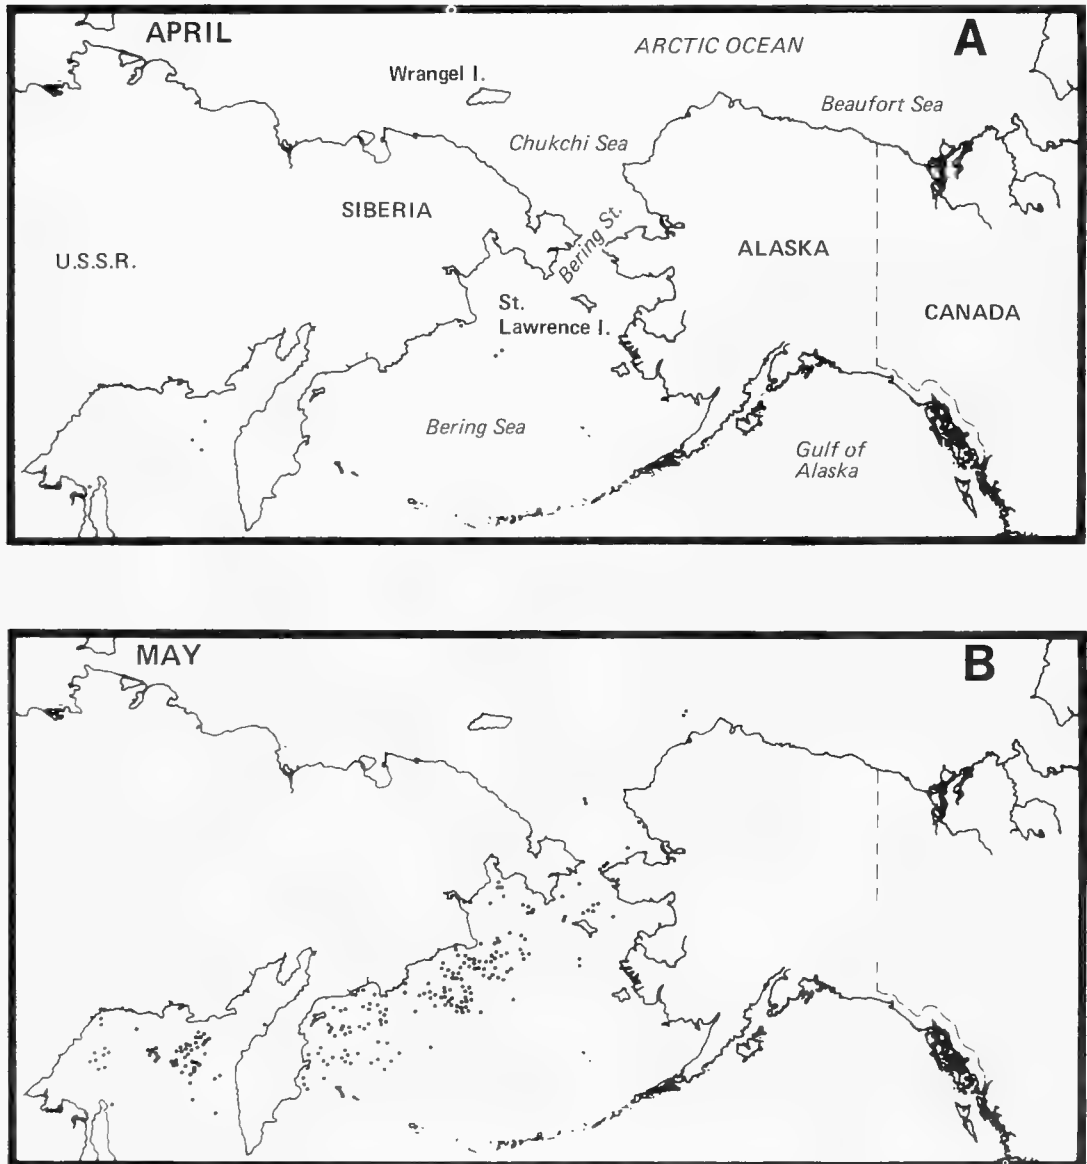 APRIL
ARCTIC OCEAN
A
Wrangel I.
Beaufort Sea
Chukchi Sea
SIBERIA
Bering St.
U.S.S.R.
ALASKA
St.
Lawrence I.
CANADA
Bering Sea
Gulf of
Alaska
MAY
B